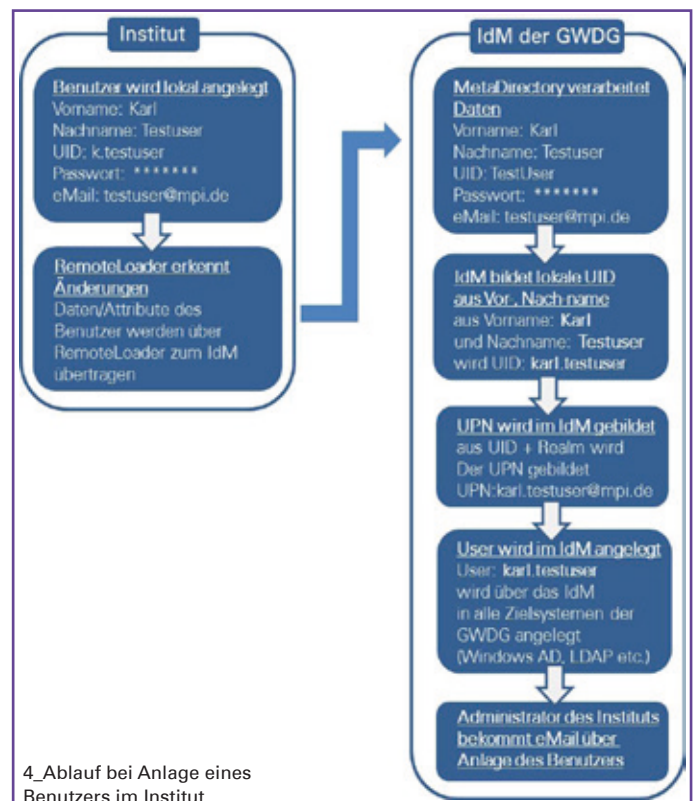 Institut
Benutzer wird lokal angelegt
Vorname: Karl
Nachname: Testuser
UID: k.testuser
Passwort: *******
eMail: testuser@mpi.de
RemoteLoader erkennt
Änderungen
Daten/Attribute des
Benutzer werden über
RemoteLoader zum IdM
übertragen
IdM der GWDG
MetaDirectory verarbeitet
Daten
Vorname: Karl
Nachname: Testuser
UID: TestUser
Passwort: *******
eMail: testuser@mpi.de
IdM bildet lokale UID
aus Vor-, Nach-name
aus Vorname: Karl
und Nachname: Testuser
wird UID: karl.testuser
UPN wird im IdM gebildet
aus UID + Realm wird
Der UPN gebildet
UPN:karl.testuser@mpi.de
User wird im IdM angelegt
User: karl.testuser
wird über das IdM
in alle Zielsystemen der
GWDG angelegt
(Windows AD, LDAP etc.)
Administrator des Instituts
bekommt eMail über
Anlage des Benutzers
4_Ablauf bei Anlage eines
Benutzers im Institut